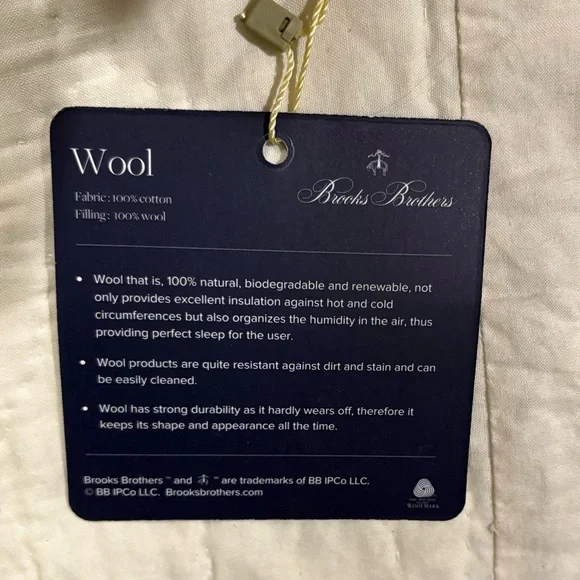 Wool
Fabric: 100% cotton
Filling: 100% wool
Brooks Brothers
• Wool that is, 100% natural, biodegradable and renewable, not
only provides excellent insulation against hot and cold
circumferences but also organizes the humidity in the air, thus
providing perfect sleep for the user.
• Wool products are quite resistant against dirt and stain and can
be easily cleaned.
• Wool has strong durability as it hardly wears off, therefore it
keeps its shape and appearance all the time.
Brooks Brothers ™ and ™ are trademarks of BB IPCo LLC.
© BB IPCo LLC. Brooksbrothers.com
WOOLMARK